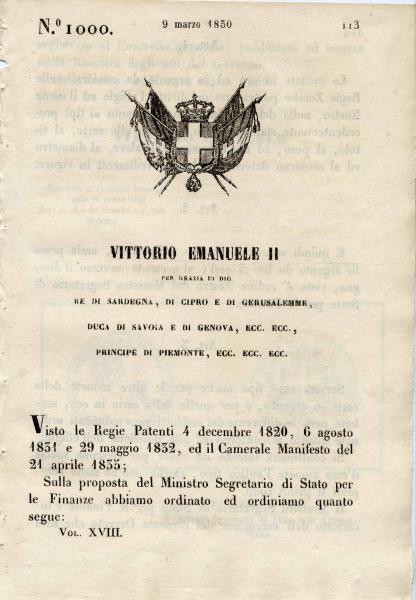 N.º 1000.
9 marzo 1850
113
VITTORIO EMANUELE II
PER GRAZIA DI DIO
RE DI SARDEGNA, DI CIPRO E DI GERUSALEMME,
DUCA DI SAVOIA E DI GENOVA, ECC. ECC.,
PRINCIPE DI PIEMONTE, ECC. ECC. ECC.
Visto le Regie Patenti 4 decembre 1820, 6 agosto
1831 e 29 maggio 1832, ed il Camerale Manifesto del
21 aprile 1835;
Sulla proposta del Ministro Segretario di Stato per
le Finanze abbiamo ordinato ed ordiniamo quanto
segue:
VOL. XVIII.